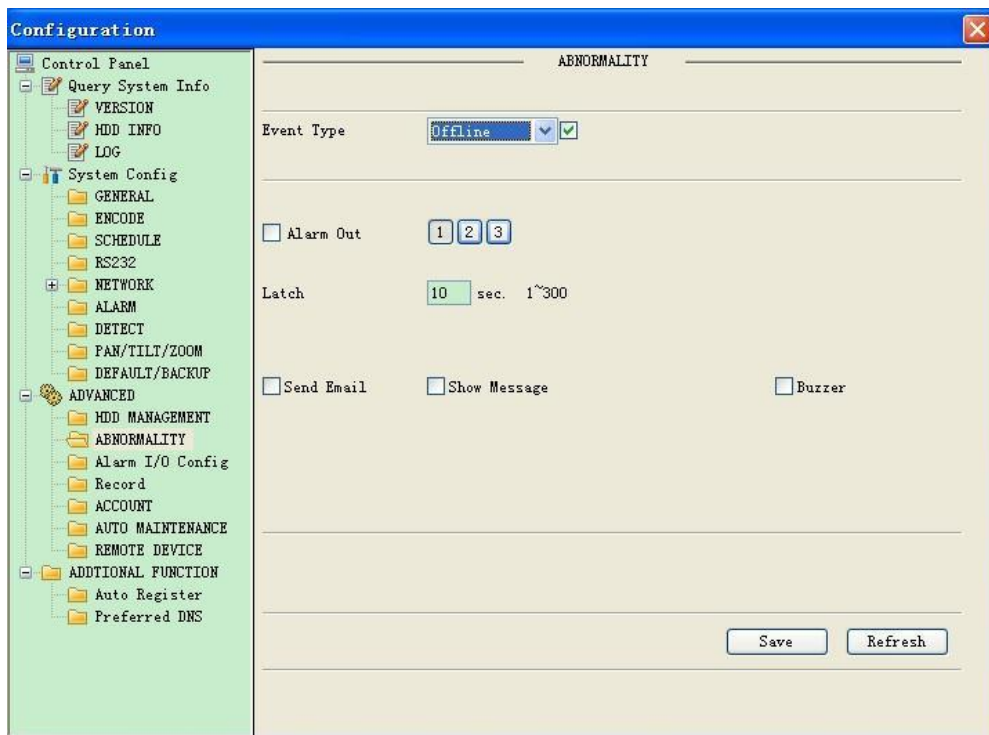 Configuration
Control Panel
Query System Info
VERSION
HDD INFO
LOG
System Config
GENERAL
ENCODE
SCHEDULE
RS232
NETWORK
ALARM
DETECT
PAN/TILT/ZOOM
DEFAULT/BACKUP
ADVANCED
HDD MANAGEMENT
ABNORMALITY
Alarm I/O Config
Record
ACCOUNT
AUTO MAINTENANCE
REMOTE DEVICE
ADDTIONAL FUNCTION
Auto Register
Preferred DNS
ABNORMALITY
Event Type Offline
Alarm Out 1 2 3
Latch 10 sec. 1~300
Send Email Show Message Buzzer
Save Refresh